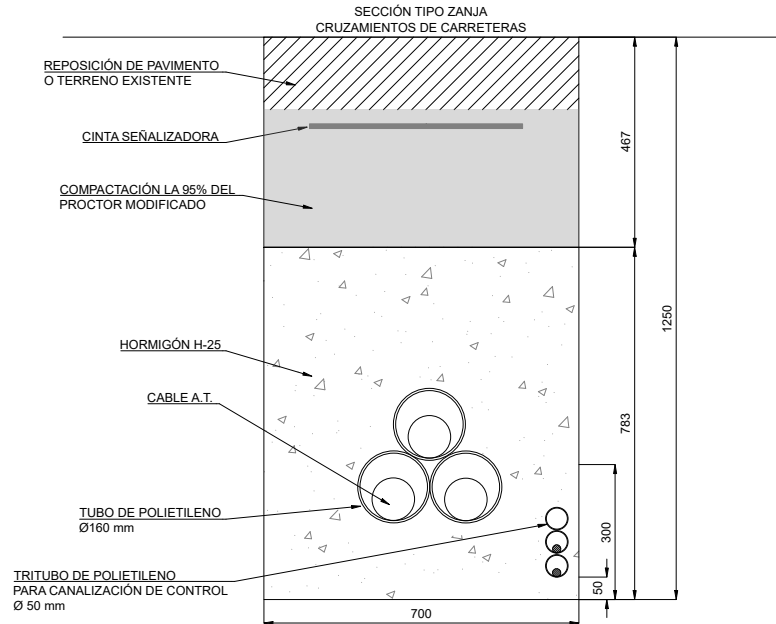 SECCIÓN TIPO ZANJA
CRUZAMIENTOS DE CARRETERAS
REPOSICIÓN DE PAVIMENTO
O TERRENO EXISTENTE
CINTA SEÑALIZADORA
467
COMPACTACIÓN LA 95% DEL
PROCTOR MODIFICADO
1250
HORMIGÓN H-25
CABLE A.T.
783
TUBO DE POLIETILENO
Ø160 mm
300
TRITUBO DE POLIETILENO
PARA CANALIZACIÓN DE CONTROL
Ø 50 mm
50
700